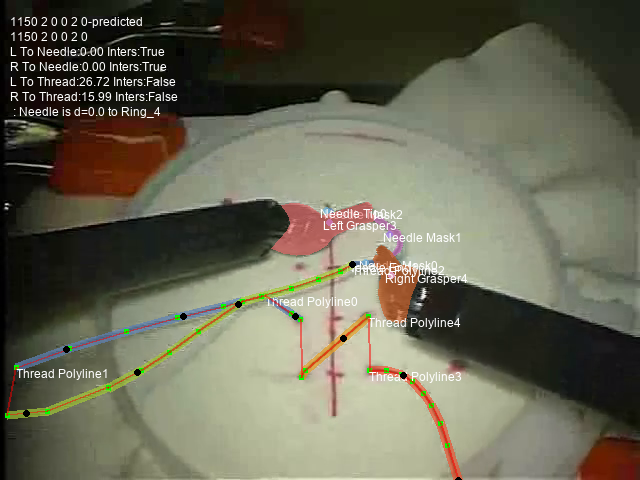 1150 2 0 0 2 0-predicted
1150 2 0 0 2 0
L To Needle:0.00 Inters:True
R To Needle:0.00 Inters:True
L To Thread:26.72 Inters:False
R To Thread:15.99 Inters:False
: Needle is d=0.0 to Ring_4
Needle
Left Grasper3
Needle Mask1
Right Grasper4
Thread Polyline0
Thread Polyline4
Thread Polyline1
Thread Polyline3